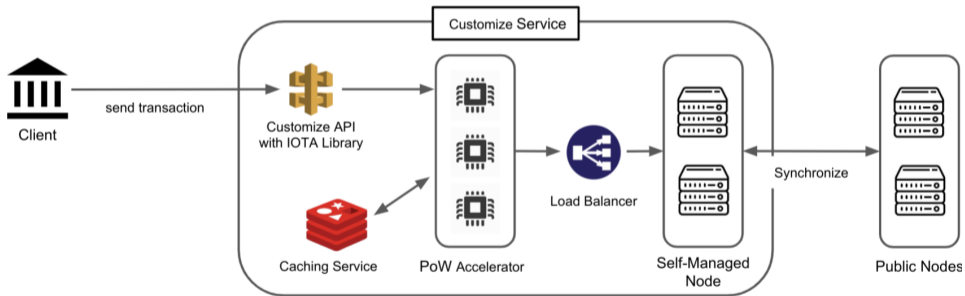 Customize Service
send transaction
Client
Customize API
with IOTA Library
Caching Service
PoW Accelerator
Load Balancer
Self-Managed
Node
Synchronize
Public Nodes